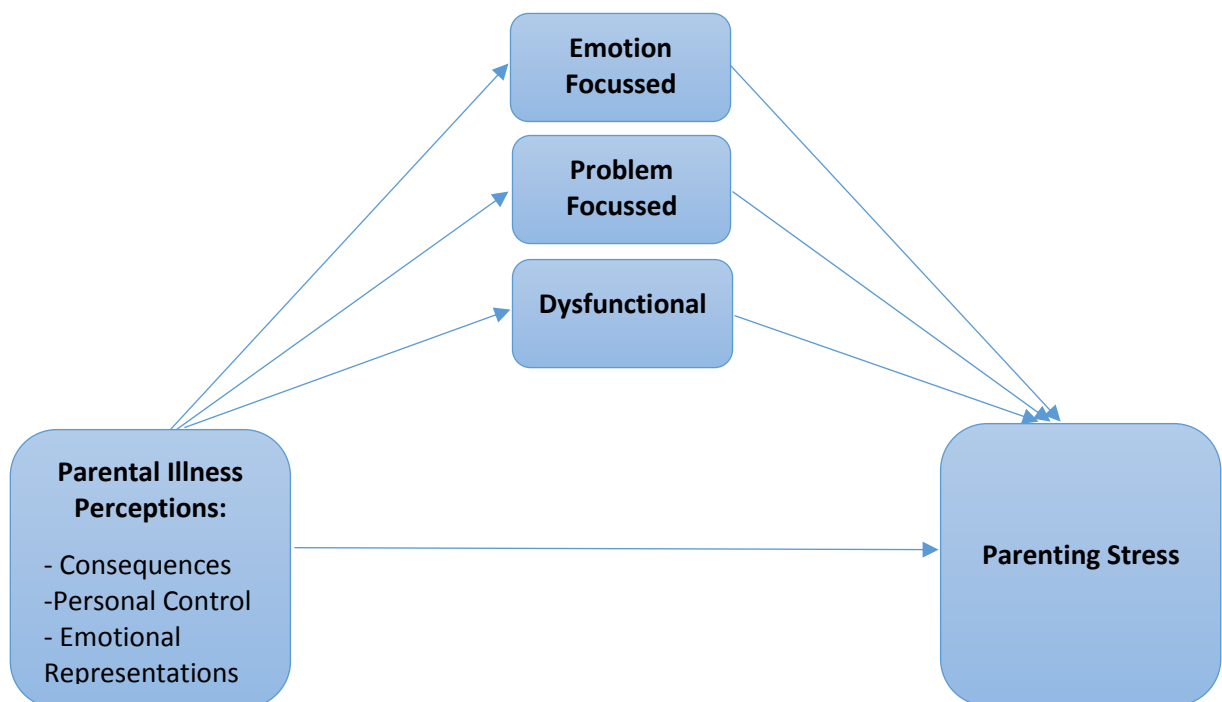 Emotion
Focussed
Problem
Focussed
Dysfunctional
Parental Illness
Perceptions:
- Consequences
-Personal Control
- Emotional
Representations
Parenting Stress